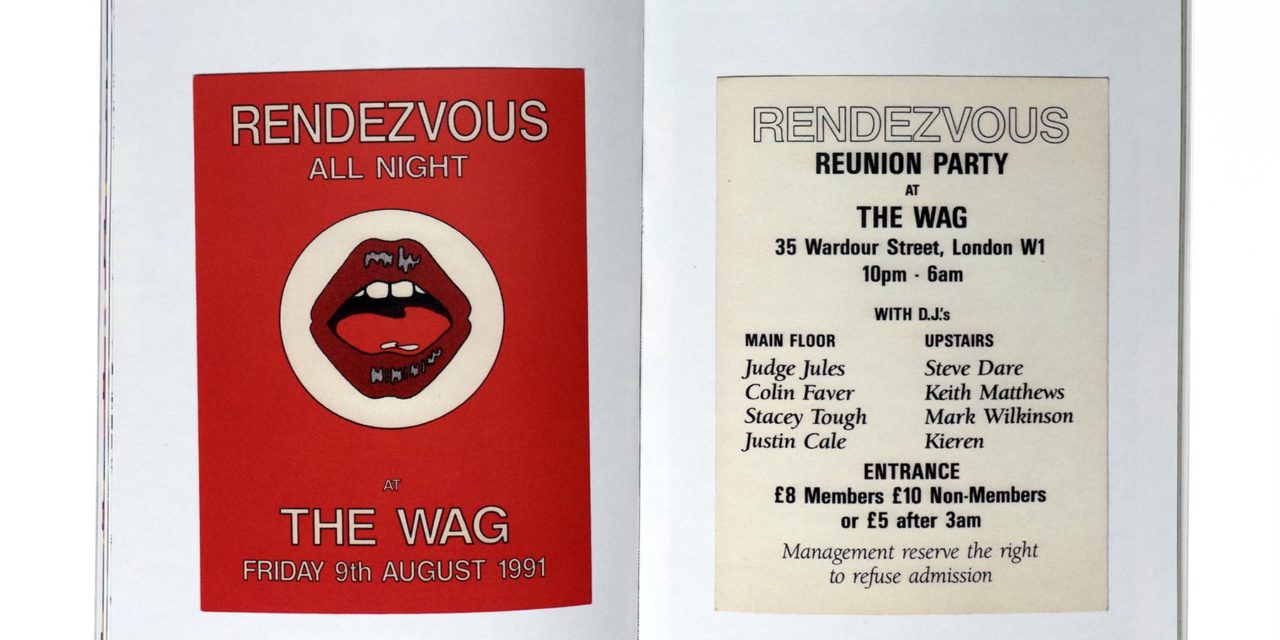 RENDEZVOUS
ALL NIGHT
AT
THE WAG
FRIDAY 9th AUGUST 1991
RENDEZVOUS
REUNION PARTY
AT
THE WAG
35 Wardour Street, London W1
10pm - 6am
WITH D.J.'s
MAIN FLOOR
Judge Jules
Colin Faver
Stacey Tough
Justin Cale
UPSTAIRS
Steve Dare
Keith Matthews
Mark Wilkinson
Kieren
ENTRANCE
£8 Members £10 Non-Members
or £5 after 3am
Management reserve the right
to refuse admission